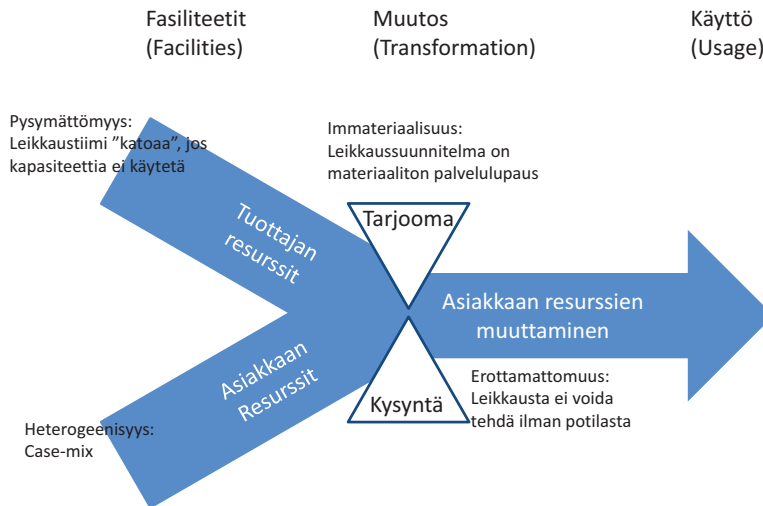 Fasiliteetit
(Facilities)
Muutos
(Transformation)
Käyttö
(Usage)
Pysymättömyys:
Leikkaustiimi ”katoaa”, jos
kapasiteettia ei käytetä
Immateriaalisuus:
Leikkaussuunnitelma on
materiaaliton palvelulupaus
Tuottajan
resurssit
Tarjooma
Asiakkaan resurssien
muuttaminen
Asiakkaan
Resurssit
Kysyntä
Erottamattomuus:
Leikkausta ei voida
tehdä ilman potilasta
Heterogeenisyys:
Case-mix